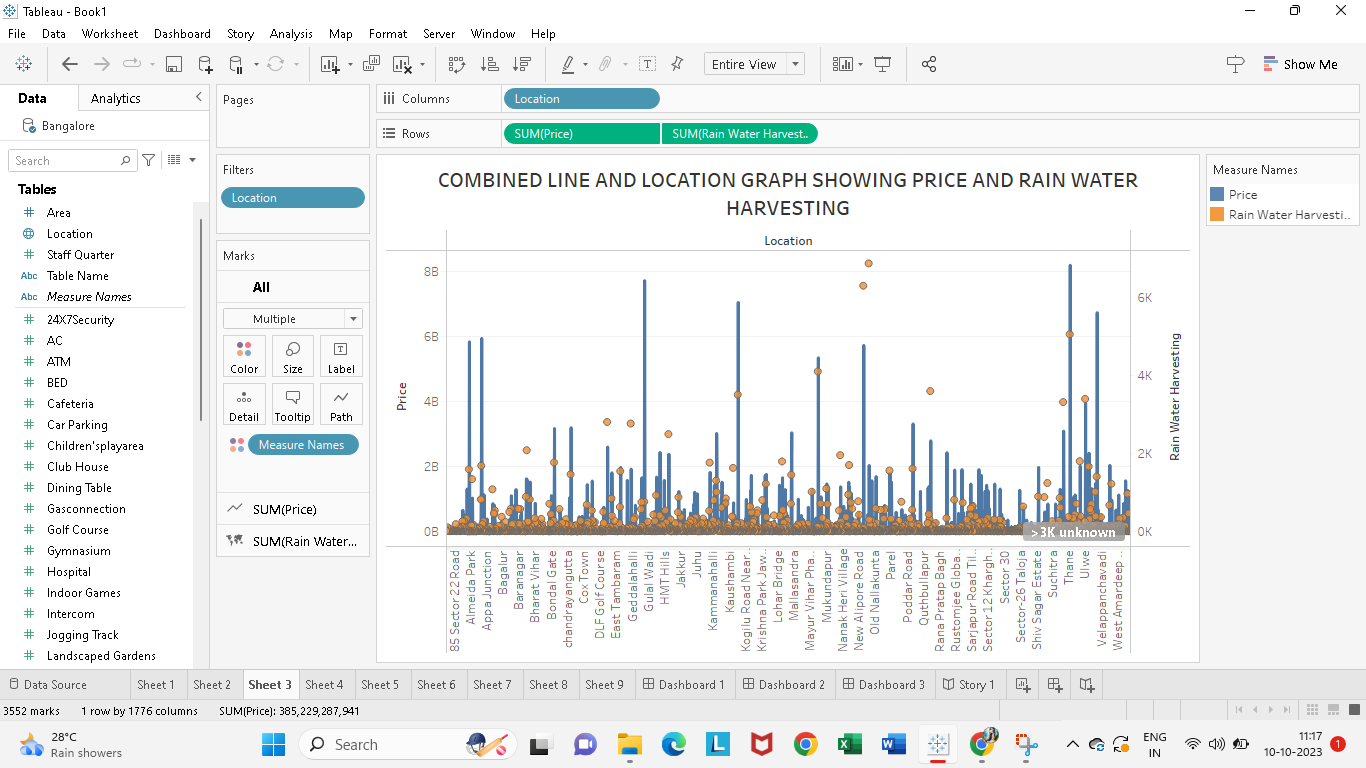 Tableau - Book1
File Data Worksheet Dashboard Story Analysis Map Format Server Window Help
Entire View
Show Me
Data Analytics
Bangalore
Search
Tables
Area
Location
Staff Quarter
Abc Table Name
Abc Measure Names
24X7Security
AC
ATM
BED
Cafeteria
Car Parking
Children'splayarea
Club House
Dining Table
Gasconnection
Golf Course
Gymnasium
Hospital
Indoor Games
Intercom
Jogging Track
Landscaped Gardens
Pages
Filters
Location
Marks
All
Multiple
Color Size Label
Detail Tooltip Path
Measure Names
SUM(Price)
SUM(Rain Water...
Columns Location
Rows SUM(Price) SUM(Rain Water Harvest..
COMBINED LINE AND LOCATION GRAPH SHOWING PRICE AND RAIN WATER
HARVESTING
Location
8B
6B
4B
2B
0B
Price
6K
4K
2K
0K
Rain Water Harvesting
>3K unknown
85 Sector 22 Road
Almeida Park
Appa Junction
Bagalur
Baranagar
Bharat Vihar
Bondal Gate
chandrayangutta
Cox Town
DLF Golf Course
East Tambaram
Geddalahalli
Gulal Wadi
HMT Hills
Jakkur
Juhu
Kammanahalli
Kaushambi
Kogilu Road Near..
Krishna Park Jaw..
Lohar Bridge
Mallasandra
Mayur Vihar Pha..
Mukundapur
Nanak Heri Village
New Alipore Road
Old Nallakunta
Parel
Poddar Road
Quthbullapur
Rana Pratap Bagh
Rustomjee Globa..
Sarjapur Road Til..
Sector 12 Khargh..
Sector 30
Sector-26 Taloja
Shiv Sagar Estate
Suchitra
Thane
Ulwe
Velappanchavadi
West Amardeep ..
Measure Names
Price
Rain Water Harvesti..
Data Source Sheet 1 Sheet 2 Sheet 3 Sheet 4 Sheet 5 Sheet 6 Sheet 7 Sheet 8 Sheet 9 Dashboard 1 Dashboard 2 Dashboard 3 Story 1
3552 marks 1 row by 1776 columns SUM(Price): 385,229,287,941
28°C
Rain showers
Search
L
ENG
IN
11:17
10-10-2023
1